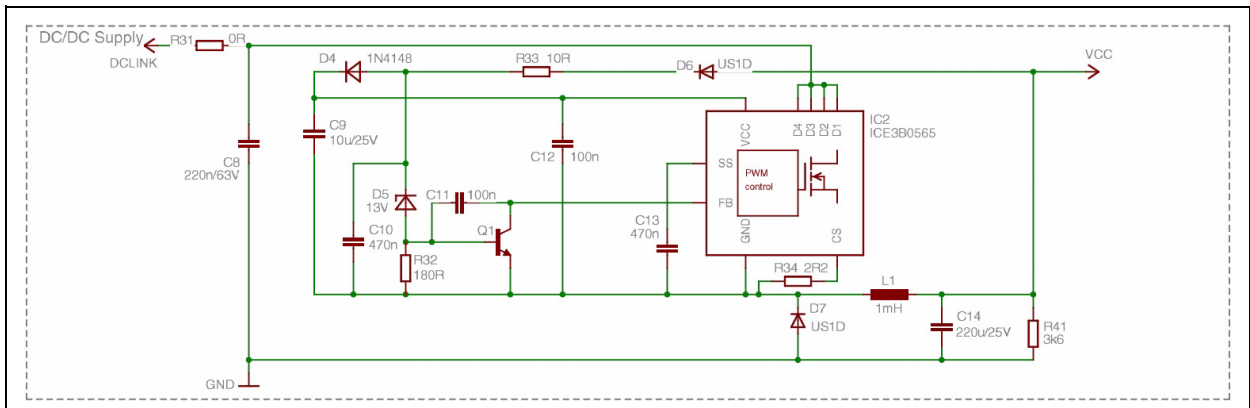 DC/DC Supply
DCLINK
R31 0R
D4 1N4148
R33 10R
D6 US1D
VCC
C9
10u/25V
C8
220n/63V
C12 100n
D4
D3
D2
D1
VCC
IC2
ICE3B0565
SS
PWM
control
FB
GND
CS
D5
13V
C11 100n
C10
470n
Q1
C13
470n
R32
180R
R34 2R2
L1
1mH
D7
US1D
C14
220u/25V
R41
3k6
GND